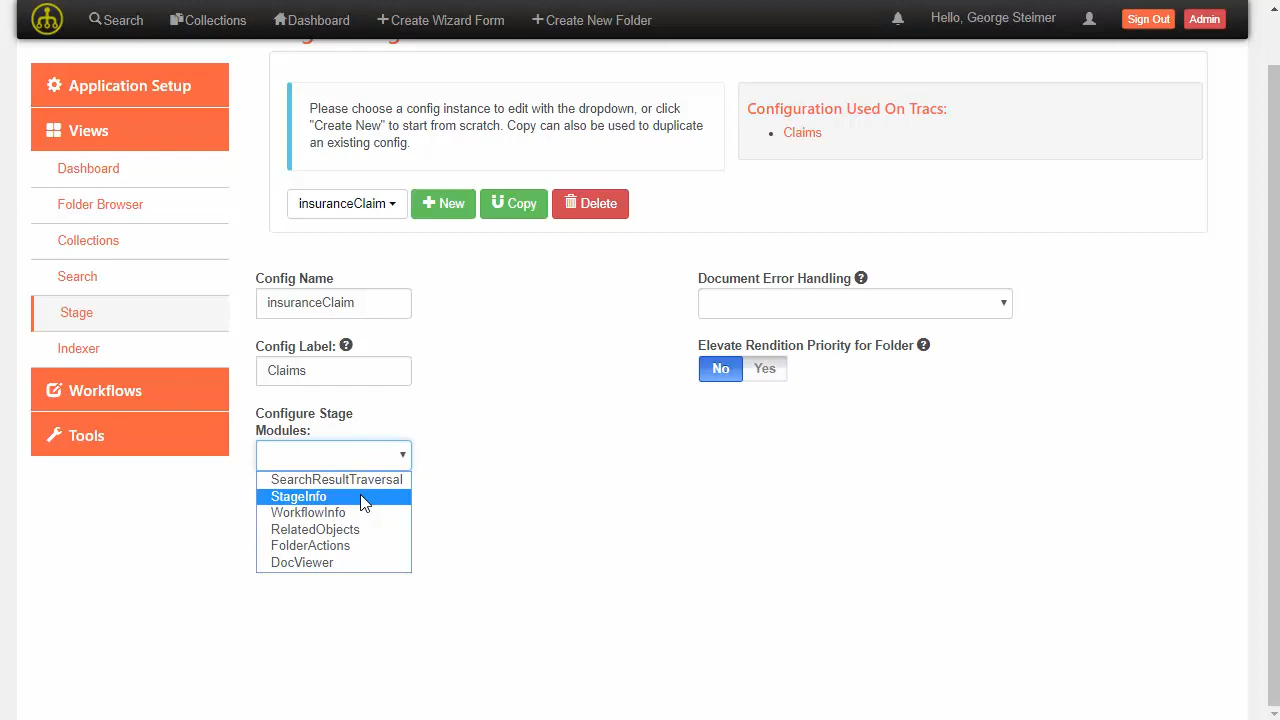 Search
Collections
Dashboard
Create Wizard Form
Create New Folder
Hello, George Steimer
Sign Out
Admin
Application Setup
Views
Dashboard
Folder Browser
Collections
Search
Stage
Indexer
Workflows
Tools
Please choose a config instance to edit with the dropdown, or click
"Create New" to start from scratch. Copy can also be used to duplicate
an existing config.
Configuration Used On Tracs:
Claims
insuranceClaim
New
Copy
Delete
Config Name
insuranceClaim
Config Label:
Claims
Configure Stage
Modules:
SearchResultTraversal
StageInfo
WorkflowInfo
RelatedObjects
FolderActions
DocViewer
Document Error Handling
Elevate Rendition Priority for Folder
No
Yes